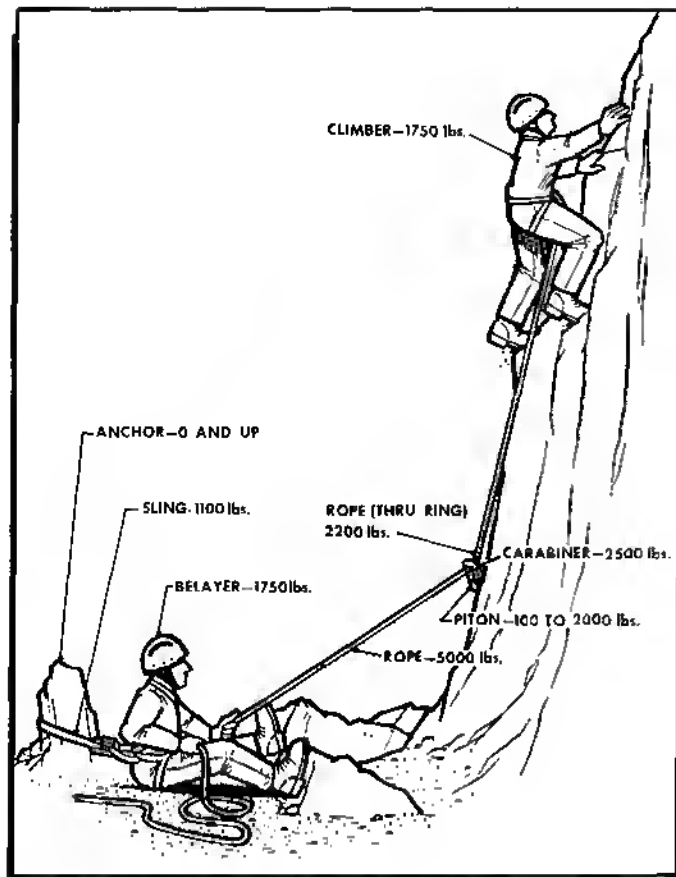 CLIMBER–1750 lbs.
ANCHOR–0 AND UP
SLING-1100 lbs.
ROPE (THRU RING)
2200 lbs.
CARABINER–2500 lbs.
BELAYER–1750 lbs.
PITON–100 TO 2000 lbs.
ROPE–5000 lbs.